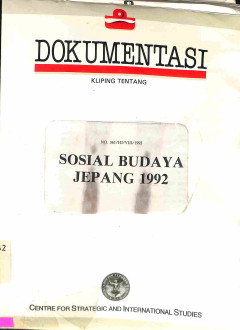 DOKUMENTASI
KLIPING TENTANG
SOSIAL BUDAYA
JEPANG 1992
CENTRE FOR STRATEGIC AND INTERNATIONAL STUDIES